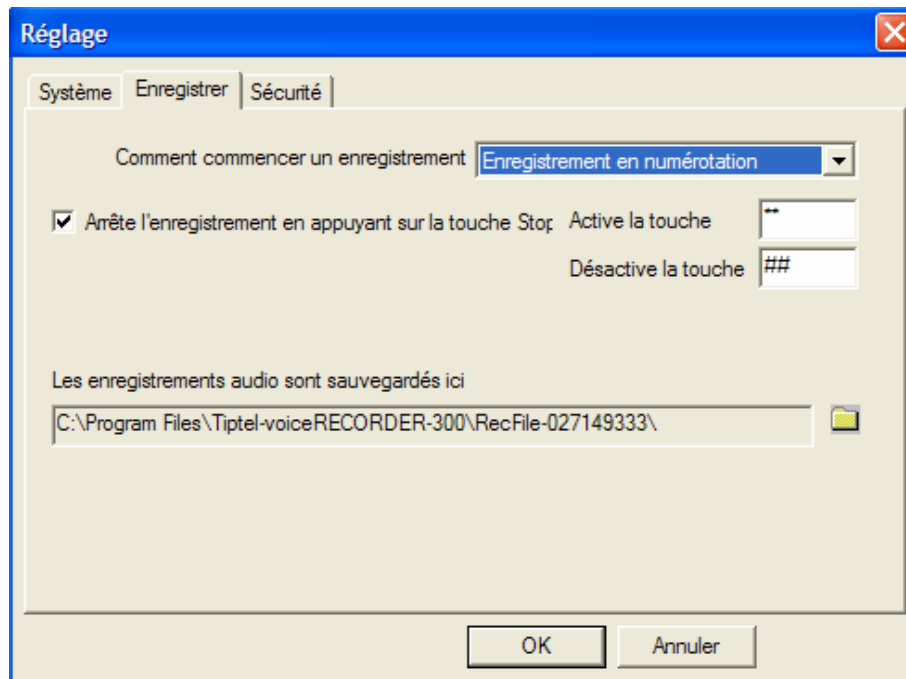 Réglage
Système Enregistrer Sécurité
Comment commencer un enregistrement Enregistrement en numérotation
Arrête l'enregistrement en appuyant sur la touche Stop Active la touche **
Désactive la touche ##
Les enregistrements audio sont sauvegardés ici
C:\Program Files\Tiptel-voiceRECORDER-300\RecFile-027149333\
OK Annuler